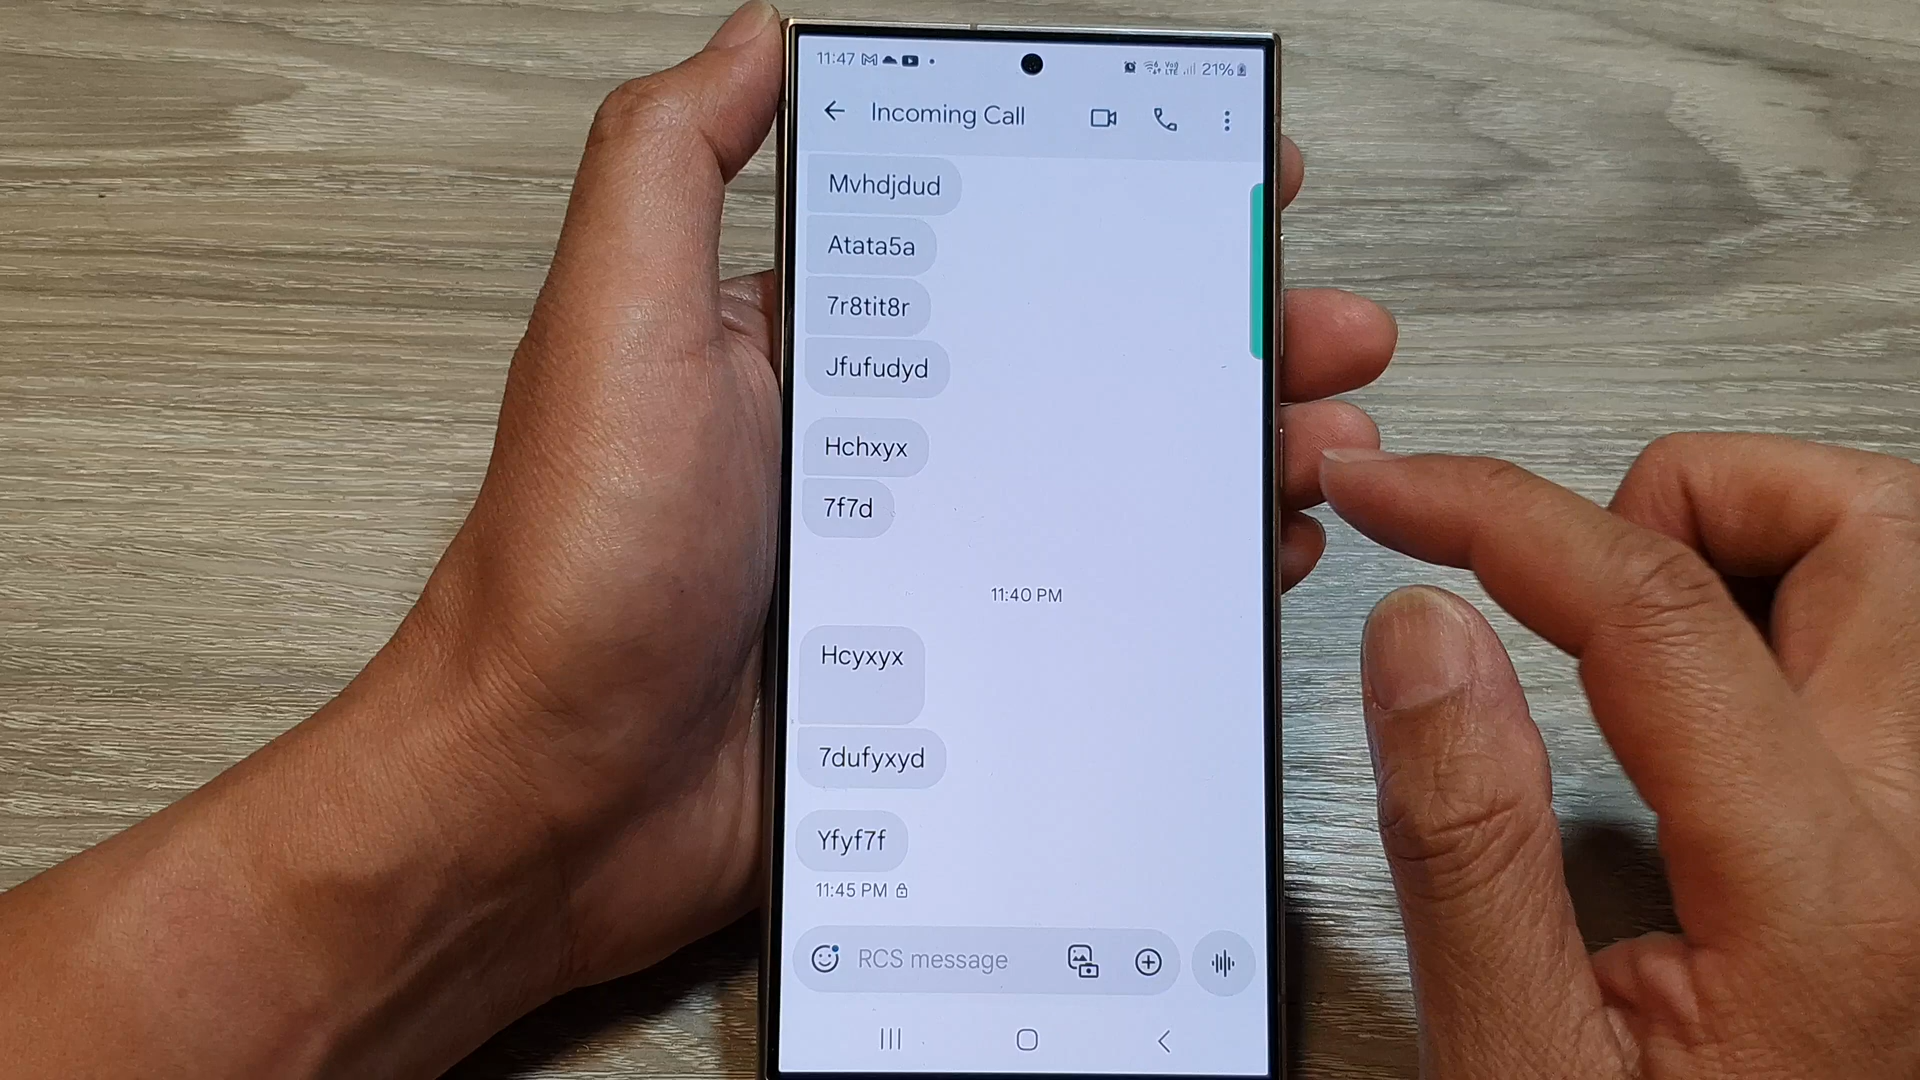 11:47 21%
Incoming Call
Mvhdjdud
Atata5a
7r8tit8r
Jfufudyd
Hchxyx
7f7d
11:40 PM
Hcyxyx
7dufyxyd
Yfyf7f
11:45 PM
RCS message